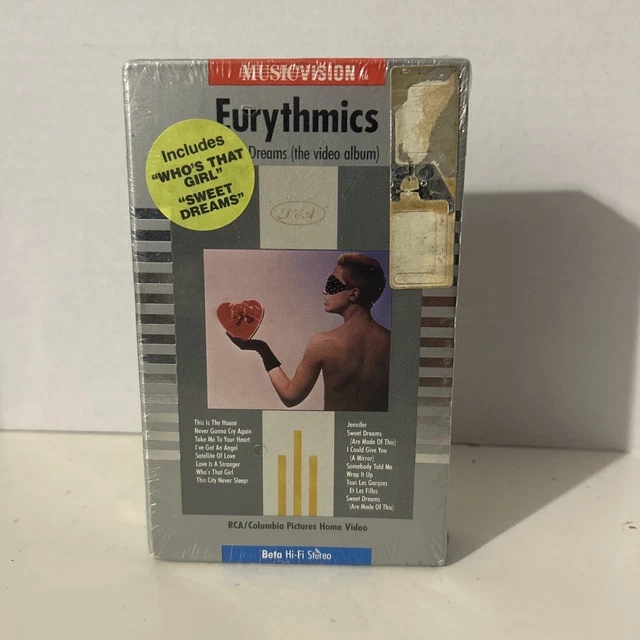 MUSICVISION
Eurythmics
Dreams (the video album)
Includes
"WHO'S THAT
GIRL"
"SWEET
DREAMS"
D E A
This Is The House
Never Gonna Cry Again
Take Me To Your Heart
I've Got An Angel
Satellite Of Love
Love Is A Stranger
Who's That Girl
This City Never Sleeps
Jennifer
Sweet Dreams
(Are Made Of This)
I Could Give You
(A Mirror)
Somebody Told Me
Wrap It Up
Tous Les Garçons
Et Les Filles
Sweet Dreams
(Are Made Of This)
RCA/Columbia Pictures Home Video
Beta Hi-Fi Stereo